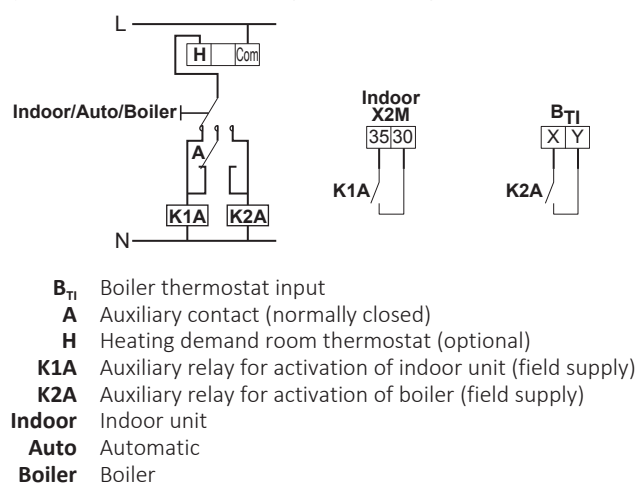 L
H Com
Indoor/Auto/Boiler
A
K1A K2A
N
Indoor
X2M
35 30
K1A
BTI
X Y
K2A
BTI Boiler thermostat input
A Auxiliary contact (normally closed)
H Heating demand room thermostat (optional)
K1A Auxiliary relay for activation of indoor unit (field supply)
K2A Auxiliary relay for activation of boiler (field supply)
Indoor Indoor unit
Auto Automatic
Boiler Boiler